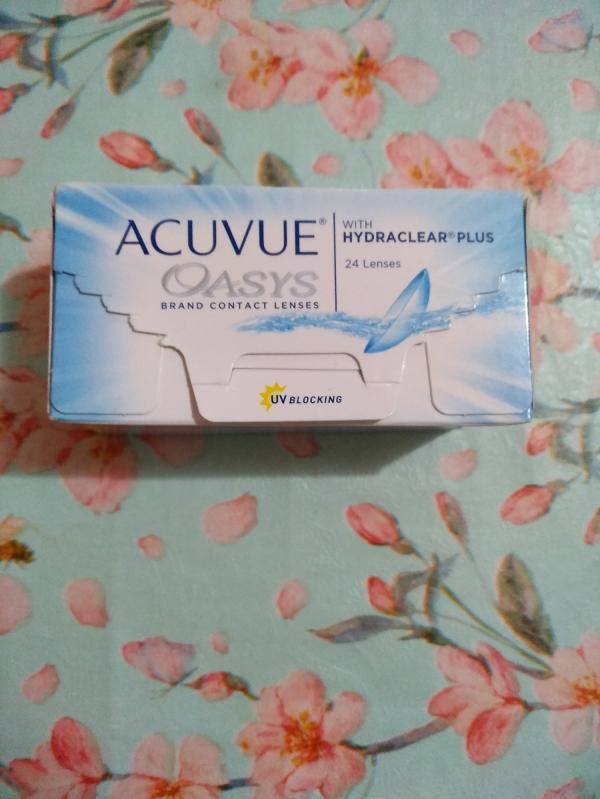 ACUVUE®
OASYS
BRAND CONTACT LENSES
WITH
HYDRACLEAR® PLUS
24 Lenses
UV BLOCKING